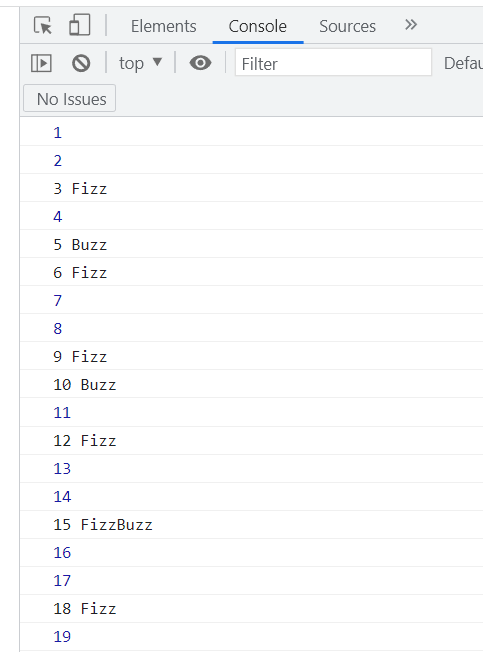 Elements Console Sources »
top ▼ Filter Defau
No Issues
1
2
3 Fizz
4
5 Buzz
6 Fizz
7
8
9 Fizz
10 Buzz
11
12 Fizz
13
14
15 FizzBuzz
16
17
18 Fizz
19